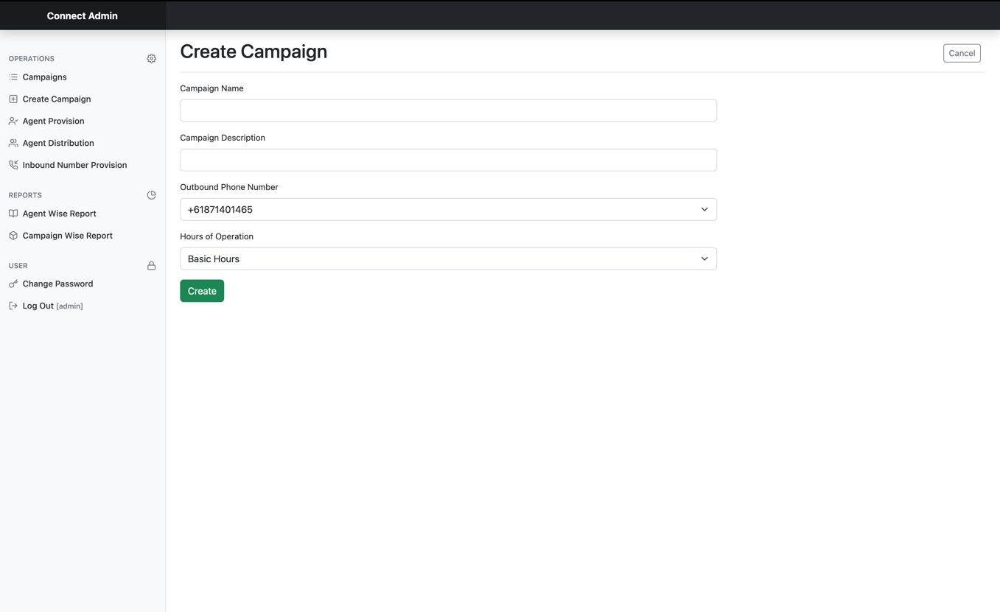 Connect Admin
OPERATIONS
Campaigns
Create Campaign
Agent Provision
Agent Distribution
Inbound Number Provision
REPORTS
Agent Wise Report
Campaign Wise Report
USER
Change Password
Log Out [admin]
Create Campaign
Cancel
Campaign Name
Campaign Description
Outbound Phone Number
+61871401465
Hours of Operation
Basic Hours
Create